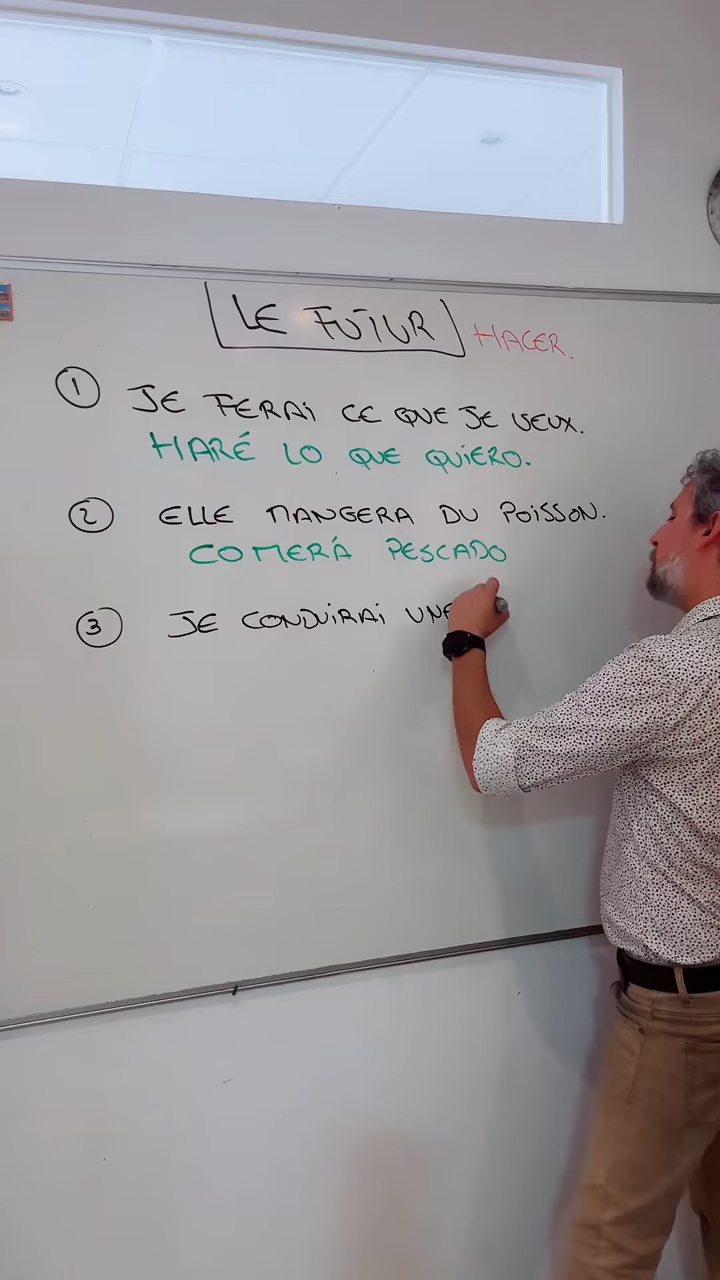 LE FUTUR HACER.
1 JE FERAi CE QUE JE VEUX.
HARÉ LO QUE QUiERO.
2 ELLE MANGERA DU POiSSON.
COMERÁ PESCADO
3 JE CONDUiRAi UNE